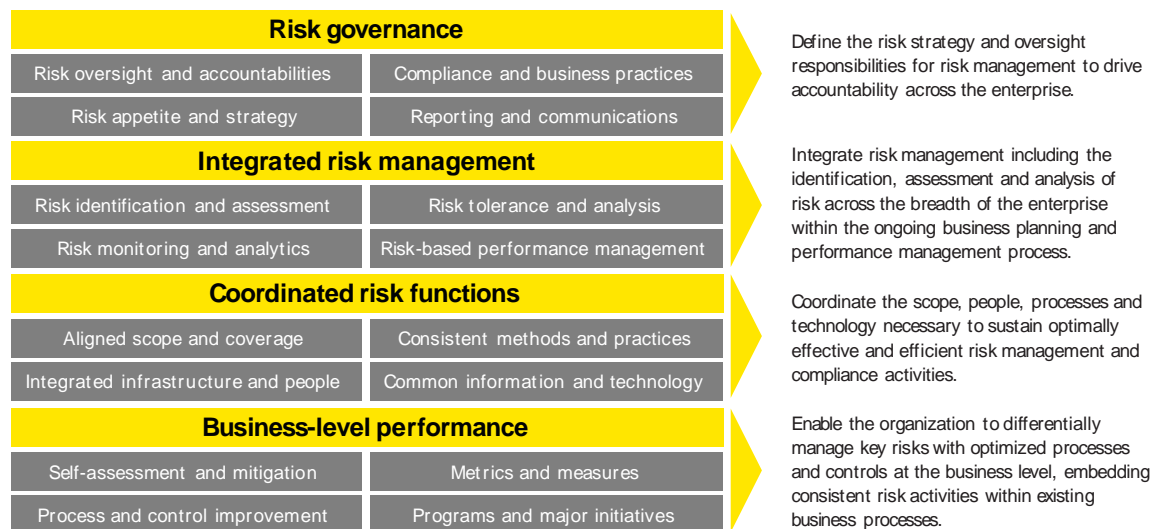 Risk governance
Risk oversight and accountabilities
Compliance and business practices
Risk appetite and strategy
Reporting and communications
Define the risk strategy and oversight
responsibilities for risk management to drive
accountability across the enterprise.
Integrated risk management
Risk identification and assessment
Risk tolerance and analysis
Risk monitoring and analytics
Risk-based performance management
Integrate risk management including the
identification, assessment and analysis of
risk across the breadth of the enterprise
within the ongoing business planning and
performance management process.
Coordinated risk functions
Aligned scope and coverage
Consistent methods and practices
Integrated infrastructure and people
Common information and technology
Coordinate the scope, people, processes and
technology necessary to sustain optimally
effective and efficient risk management and
compliance activities.
Business-level performance
Self-assessment and mitigation
Metrics and measures
Process and control improvement
Programs and major initiatives
Enable the organization to differentially
manage key risks with optimized processes
and controls at the business level, embedding
consistent risk activities within existing
business processes.